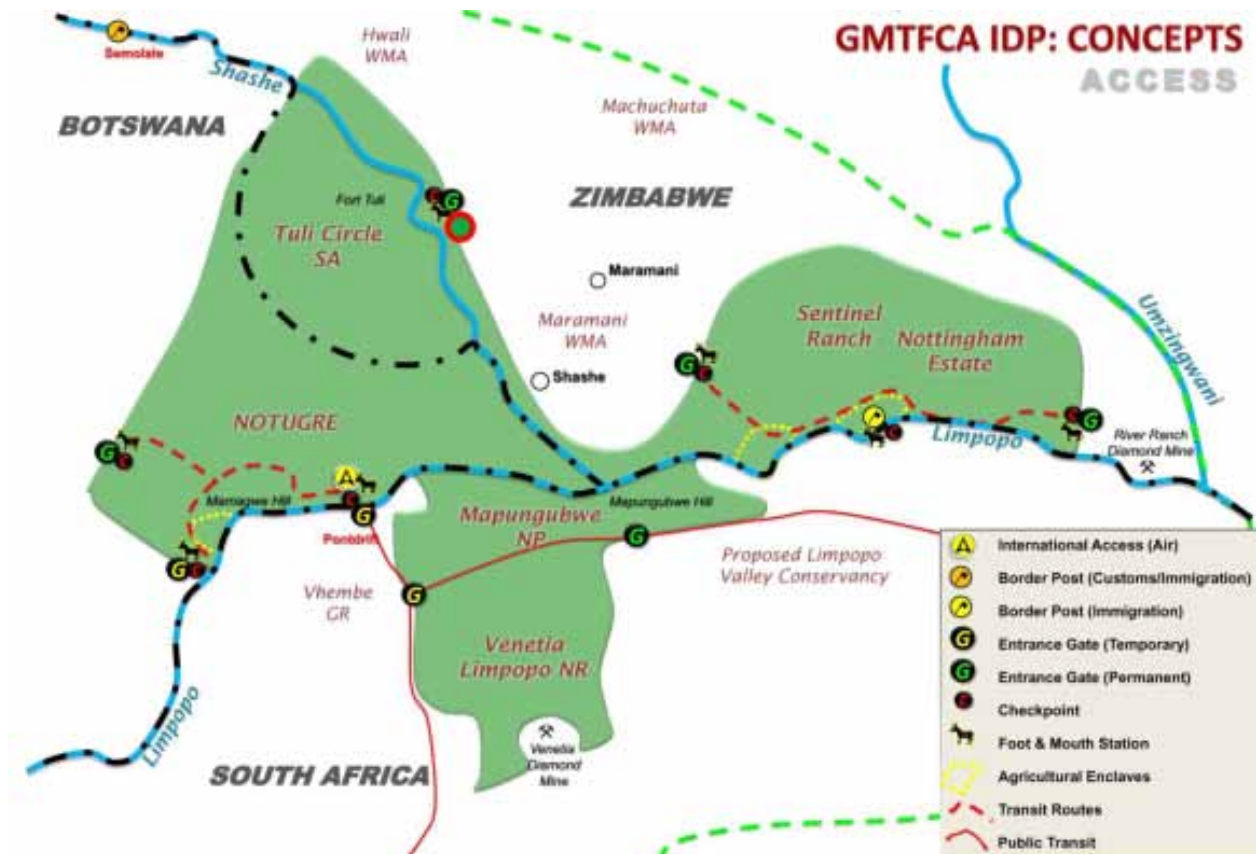 GMTFCA IDP: CONCEPTS
ACCESS
Hwali
WMA
Semolale
Shashe
BOTSWANA
Machuchuta
WMA
ZIMBABWE
Fort Tuli
Tuli Circle
SA
Maramani
Maramani
WMA
Shashe
Sentinel
Ranch
Nottingham
Estate
Umzingwani
NOTUGRE
Limpopo
River Ranch
Diamond Mine
Mamagwa Hill
Pontdrift
Mapungubwe Hill
Mapungubwe
NP
Proposed Limpopo
Valley Conservancy
Vhembe
GR
Venetia
Limpopo NR
Limpopo
Venetia
Diamond
Mine
SOUTH AFRICA
A
G
G
G
G
G
G
G
G
C
C
C
C
C
C
A International Access (Air)
Border Post (Customs/Immigration)
Border Post (Immigration)
G Entrance Gate (Temporary)
G Entrance Gate (Permanent)
C Checkpoint
Foot & Mouth Station
Agricultural Enclaves
Transit Routes
Public Transit